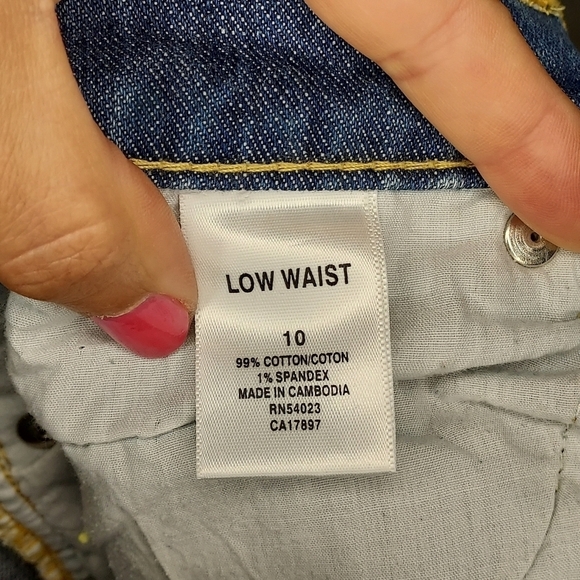 LOW WAIST
10
99% COTTON/COTON
1% SPANDEX
MADE IN CAMBODIA
RN54023
CA17897